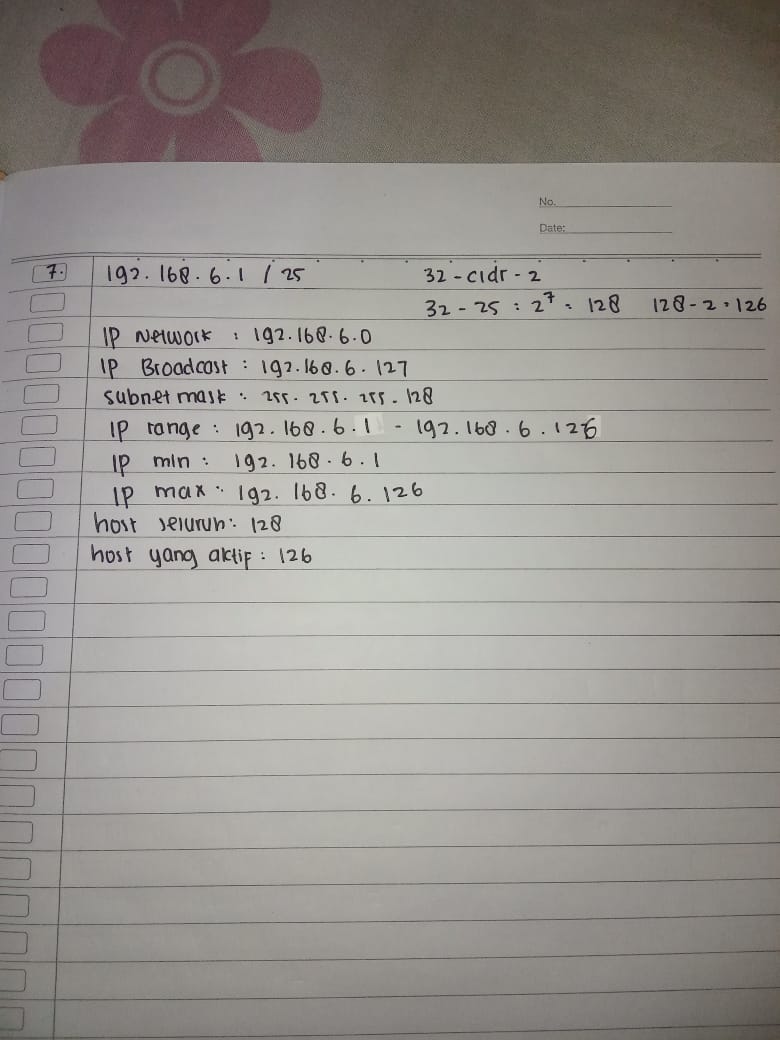 No.
Date:
7. 192.168.6.1 / 25 32 - cidr - 2
32 - 25 : 2⁷ = 128 128 - 2 = 126
IP Network : 192.168.6.0
IP Broadcast : 192.168.6.127
subnet mask : 255.255.255.128
IP range : 192.168.6.1 - 192.168.6.126
IP min : 192.168.6.1
IP max : 192.168.6.126
host seluruh : 128
host yang aktif : 126